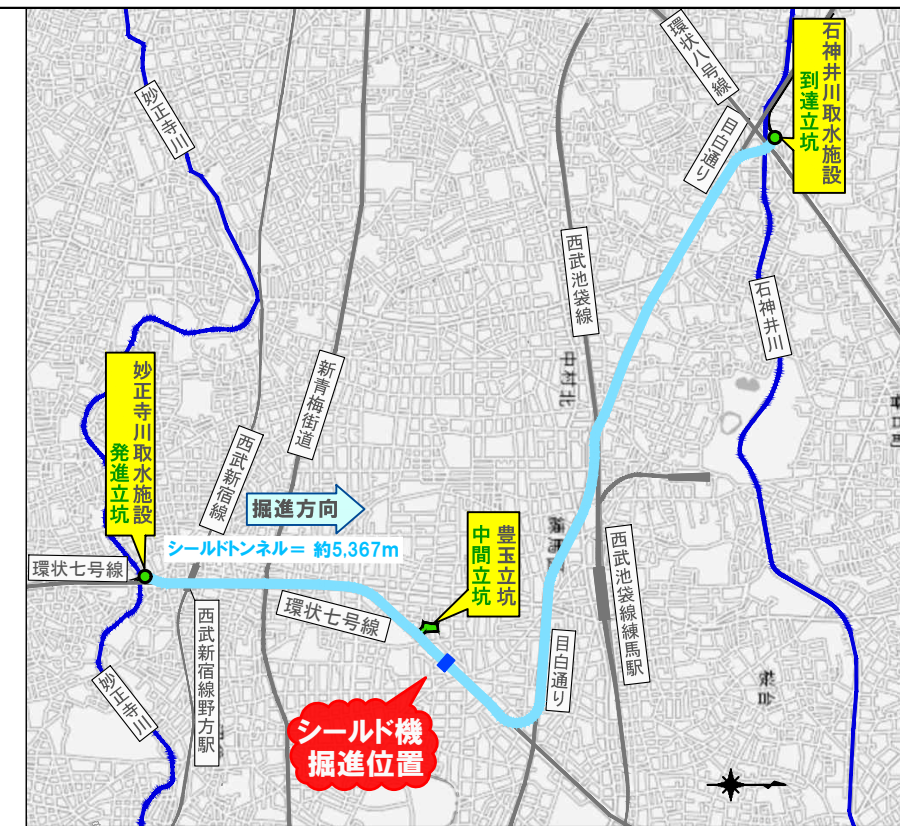 妙正寺川
環状八号線
石神井川取水施設
到達立坑
目白通り
西武池袋線
石神井川
中村北
新青梅街道
妙正寺川取水施設
発進立坑
西武新宿線
掘進方向
シールドトンネル＝ 約5,367m
豊玉立坑
中間立坑
環状七号線
環状七号線
西武池袋線練馬駅
目白通り
西武新宿線野方駅
妙正寺川
シールド機
掘進位置